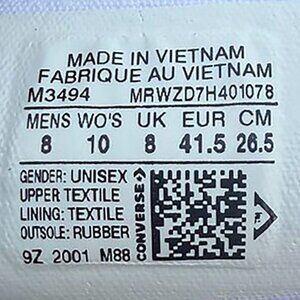 MADE IN VIETNAM
FABRIQUE AU VIETNAM
M3494 MRWZD7H401078
MENS WO'S UK EUR CM
8 10 8 41.5 26.5
GENDER: UNISEX
UPPER: TEXTILE
LINING: TEXTILE
OUTSOLE: RUBBER
9Z 2001 M88
CONVERSE